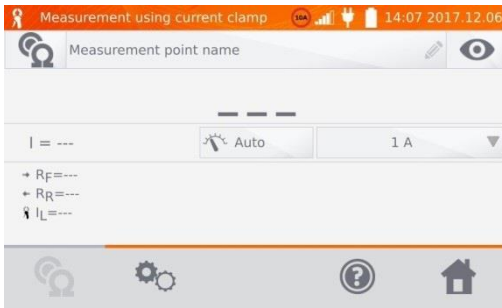 Measurement using current clamp 10A 14:07 2017.12.06
Measurement point name
---
I = --- Auto 1 A
→ RF=---
← RR=---
IL=---
?